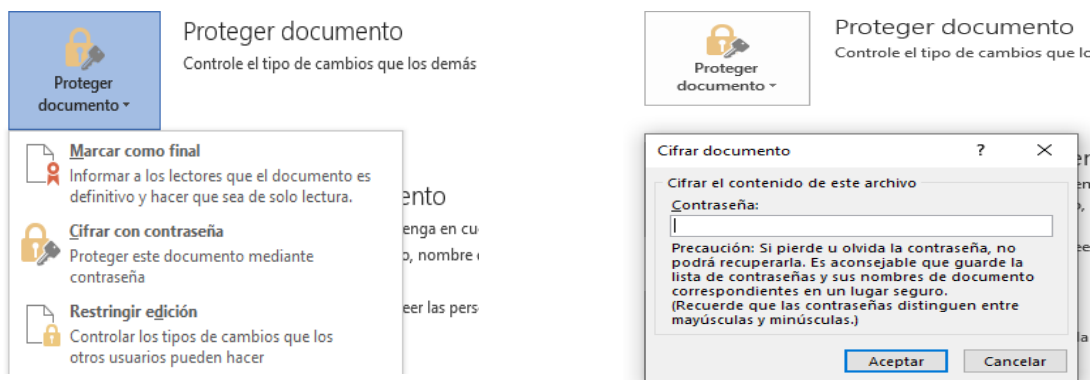 Proteger documento
Controle el tipo de cambios que los demás
Proteger
documento
Marcar como final
Informar a los lectores que el documento es
definitivo y hacer que sea de solo lectura.
Cifrar con contraseña
Proteger este documento mediante
contraseña
Restringir edición
Controlar los tipos de cambios que los
otros usuarios pueden hacer
ento
enga en cu
o, nombre
eer las pers
Proteger documento
Controle el tipo de cambios que lo
Proteger
documento
Cifrar documento ?
Cifrar el contenido de este archivo
Contraseña:
Precaución: Si pierde u olvida la contraseña, no
podrá recuperarla. Es aconsejable que guarde la
lista de contraseñas y sus nombres de documento
correspondientes en un lugar seguro.
(Recuerde que las contraseñas distinguen entre
mayúsculas y minúsculas.)
Aceptar Cancelar